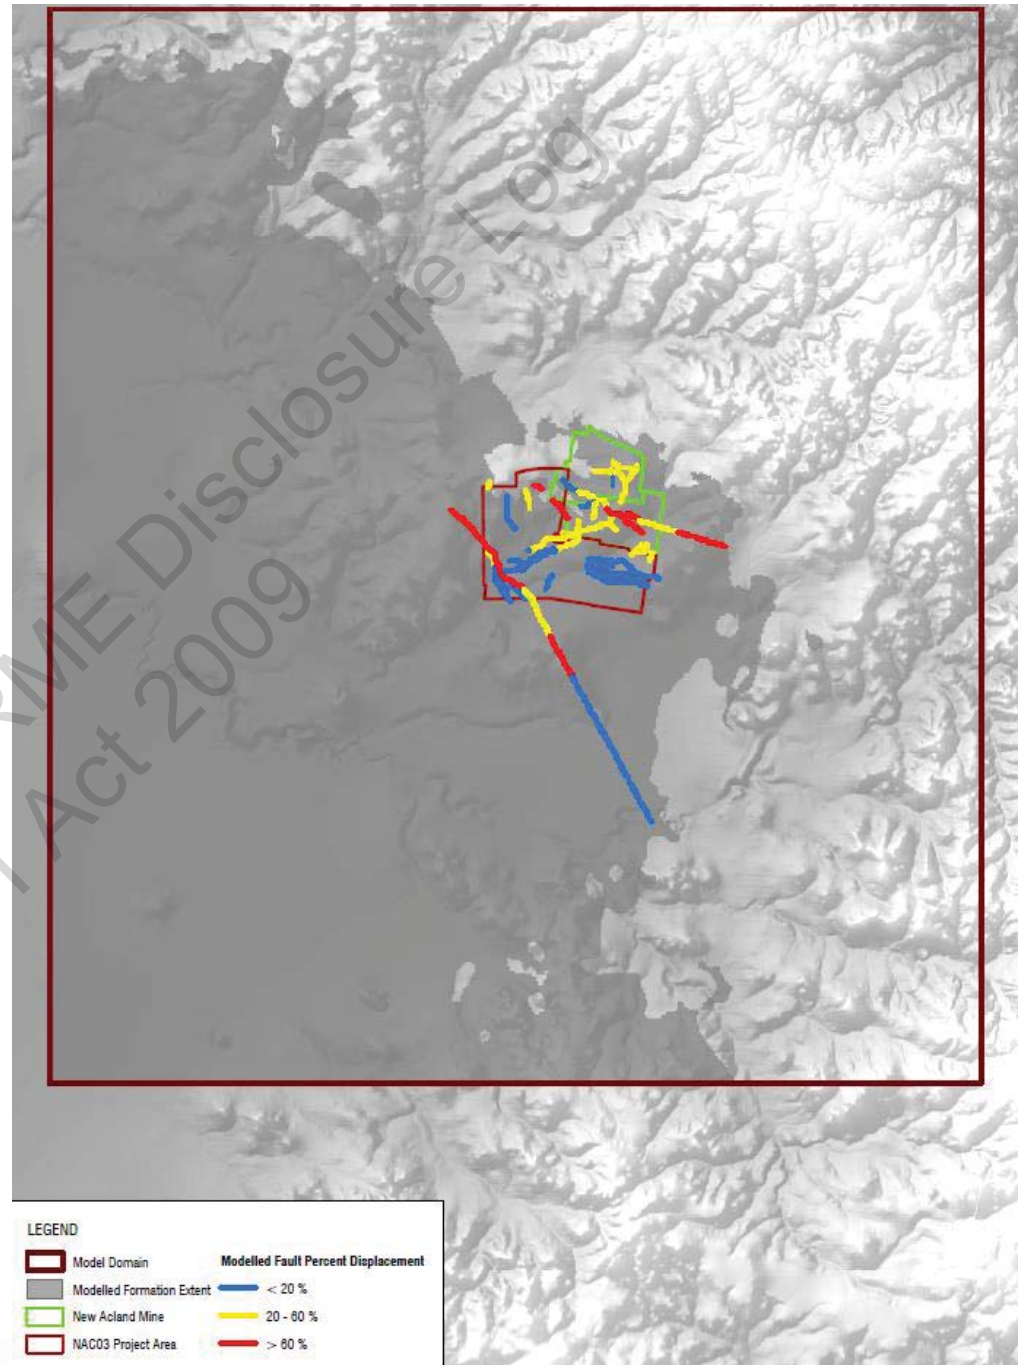 Disclosure Log
RME
Act 2009
LEGEND
Model Domain
Modelled Formation Extent
New Acland Mine
NAC03 Project Area
Modelled Fault Percent Displacement
< 20 %
20 - 60 %
> 60 %